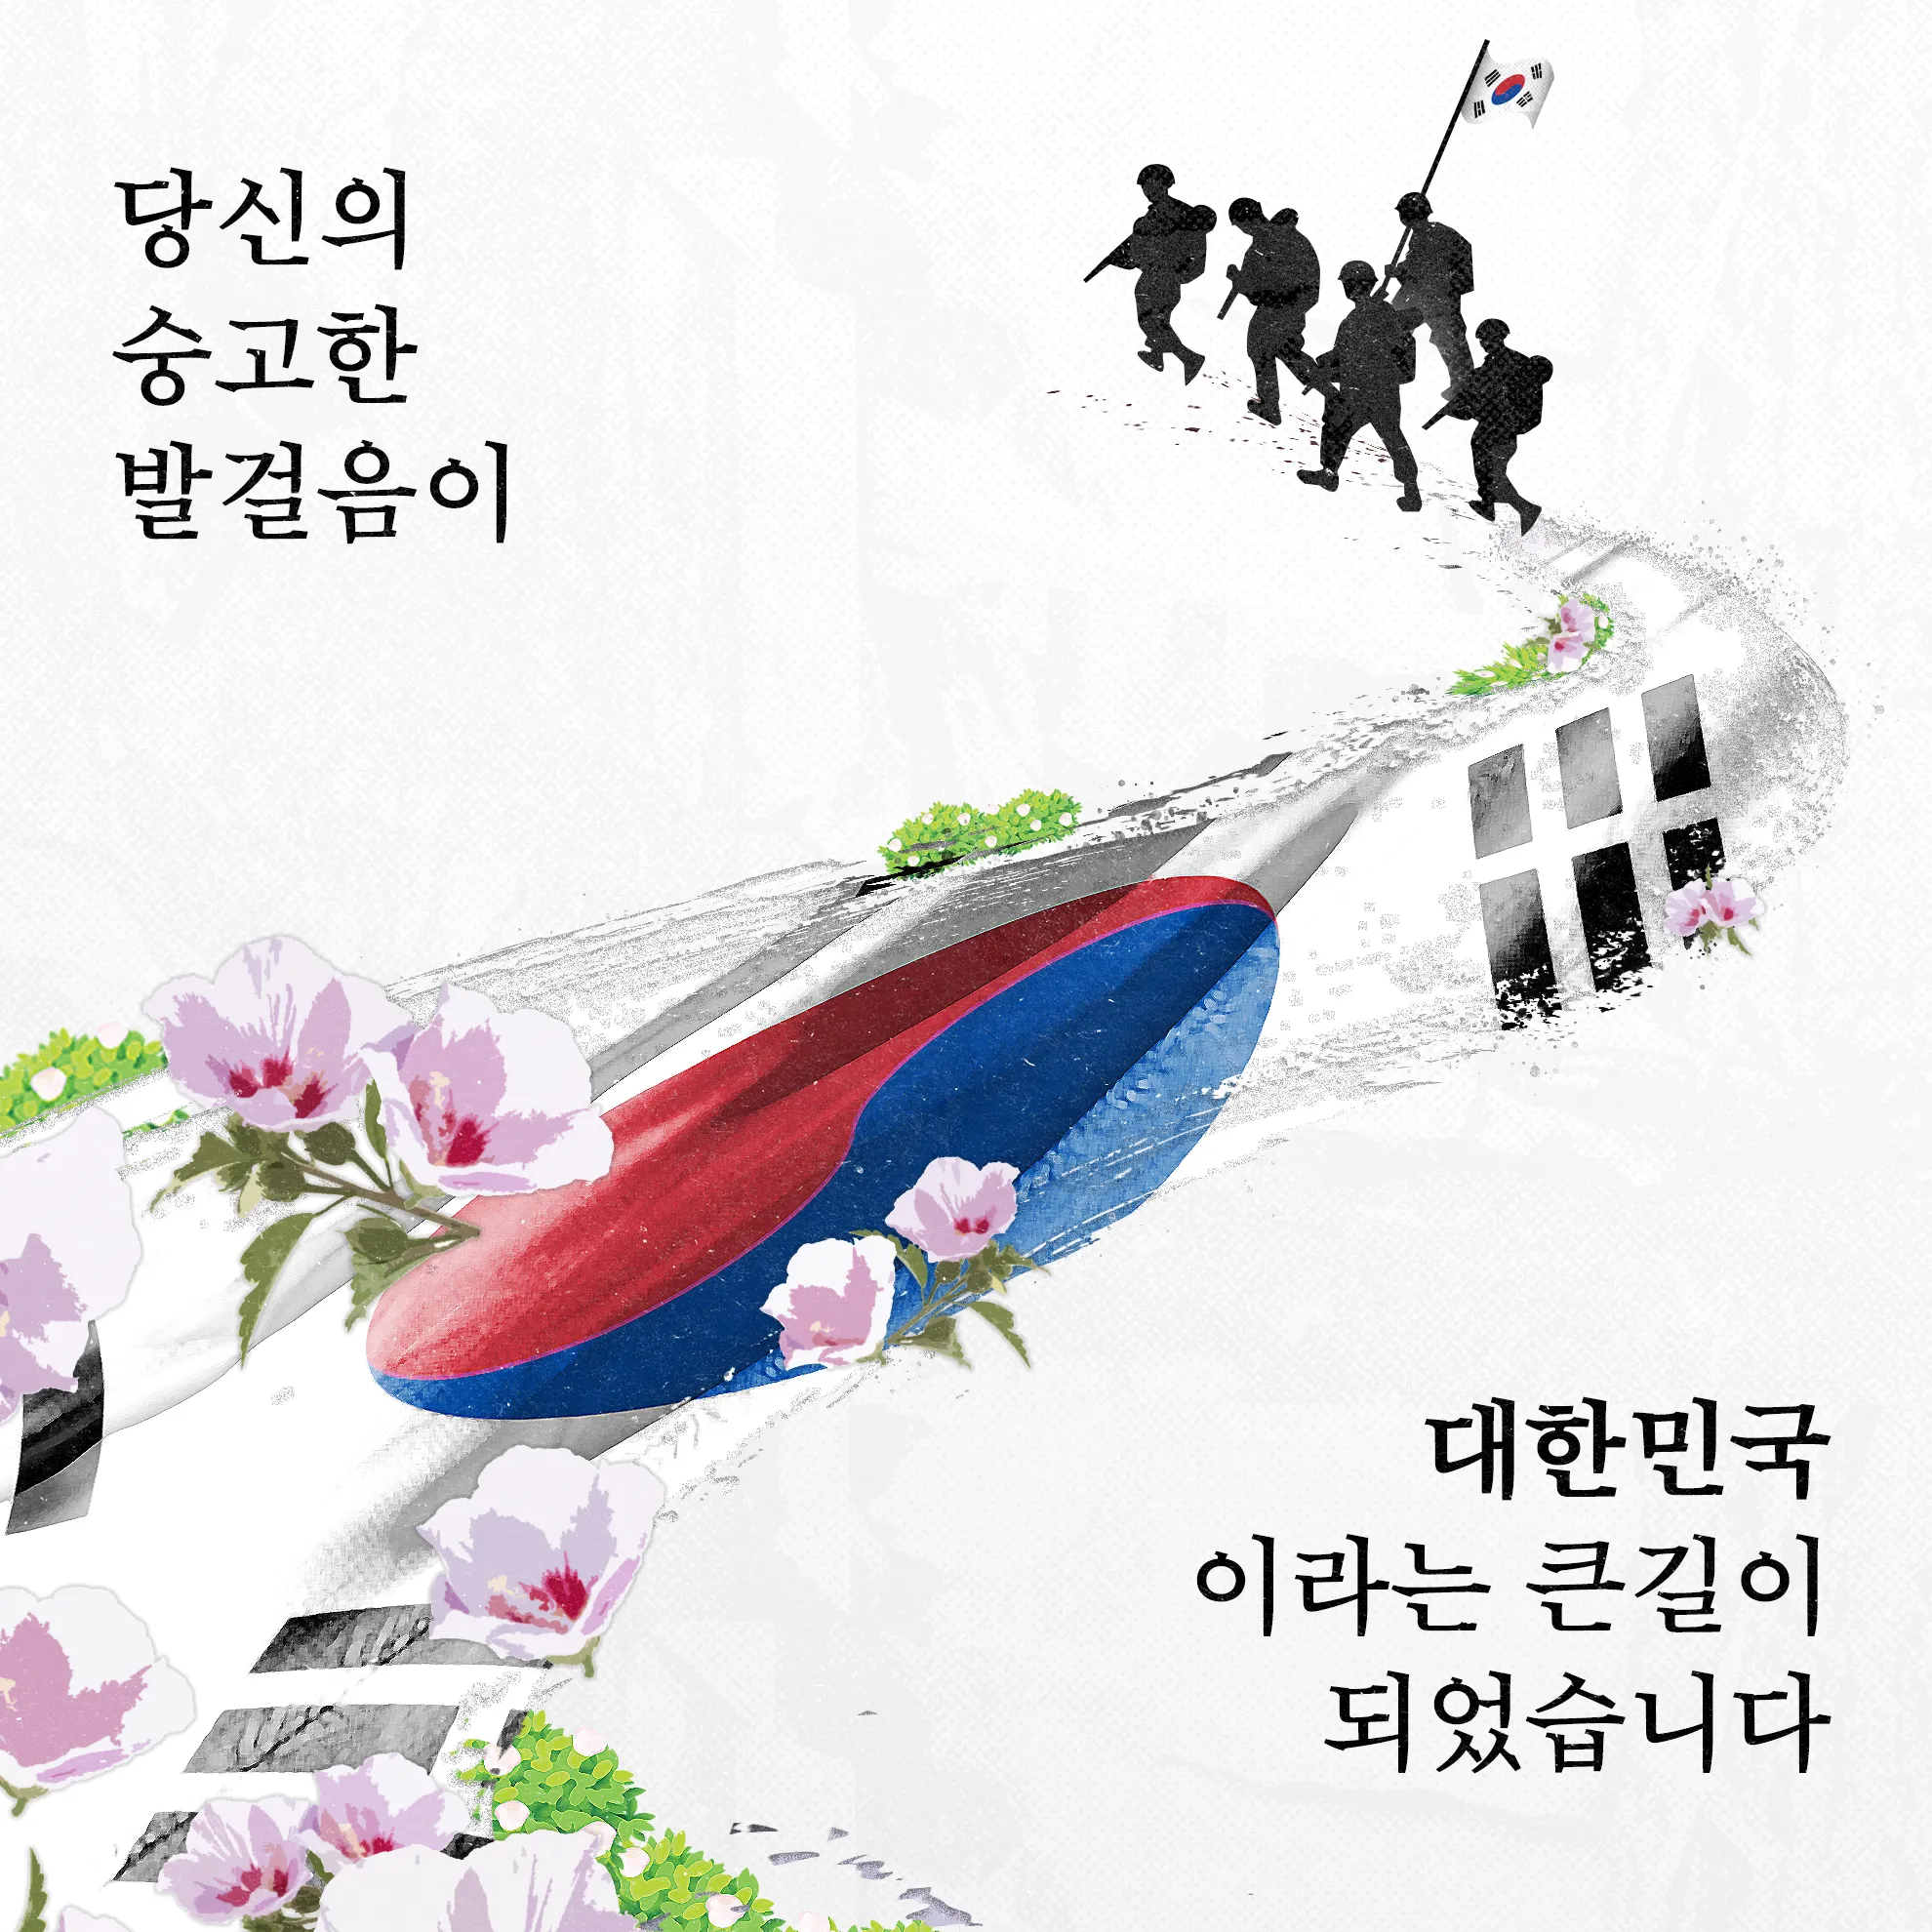 당신의
숭고한
발걸음이
대한민국
이라는 큰길이
되었습니다